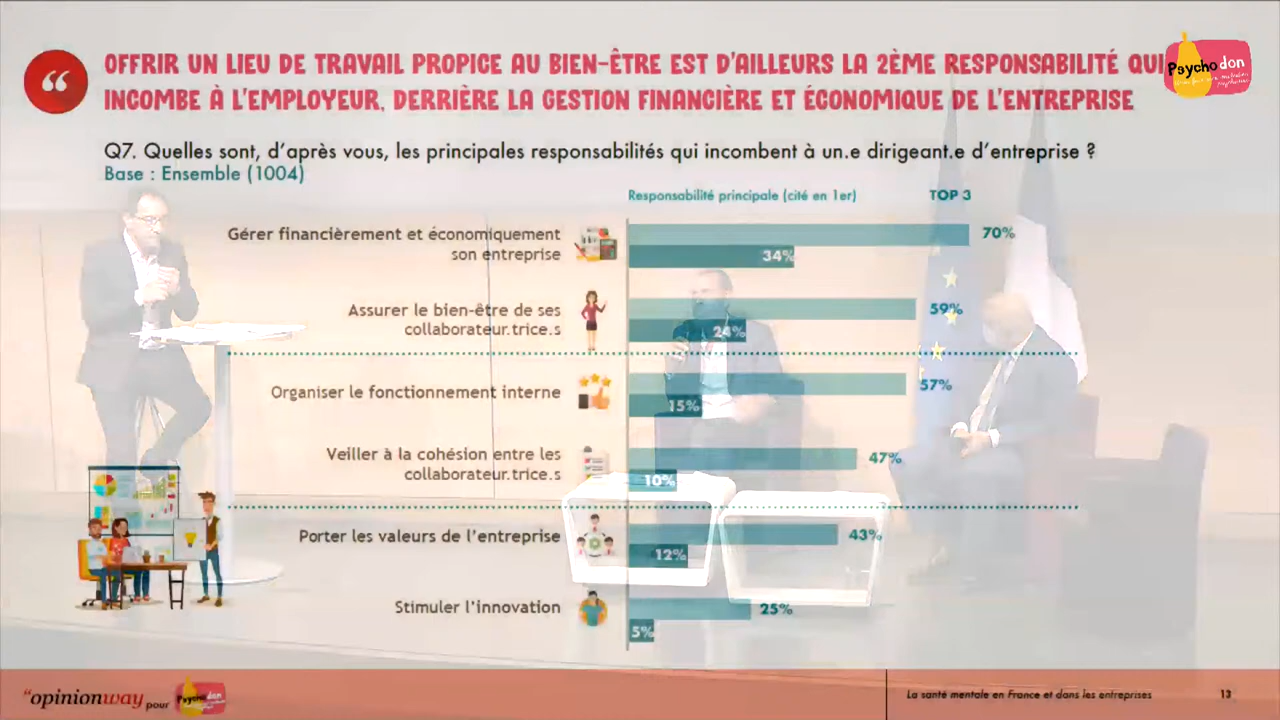 OFFRIR UN LIEU DE TRAVAIL PROPICE AU BIEN-ÊTRE EST D'AILLEURS LA 2ÈME RESPONSABILITÉ QUI
INCOMBE À L'EMPLOYEUR, DERRIÈRE LA GESTION FINANCIÈRE ET ÉCONOMIQUE DE L'ENTREPRISE
Psychodon
Q7. Quelles sont, d'après vous, les principales responsabilités qui incombent à un.e dirigeant.e d'entreprise ?
Base : Ensemble (1004)
Responsabilité principale (cité en 1er) TOP 3
Gérer financièrement et économiquement
son entreprise
70%
34%
Assurer le bien-être de ses
collaborateur.trice.s
59%
24%
Organiser le fonctionnement interne
57%
15%
Veiller à la cohésion entre les
collaborateur.trice.s
47%
10%
Porter les valeurs de l'entreprise
43%
12%
Stimuler l'innovation
25%
5%
"opinionway pour Psychodon
La santé mentale en France et dans les entreprises 13